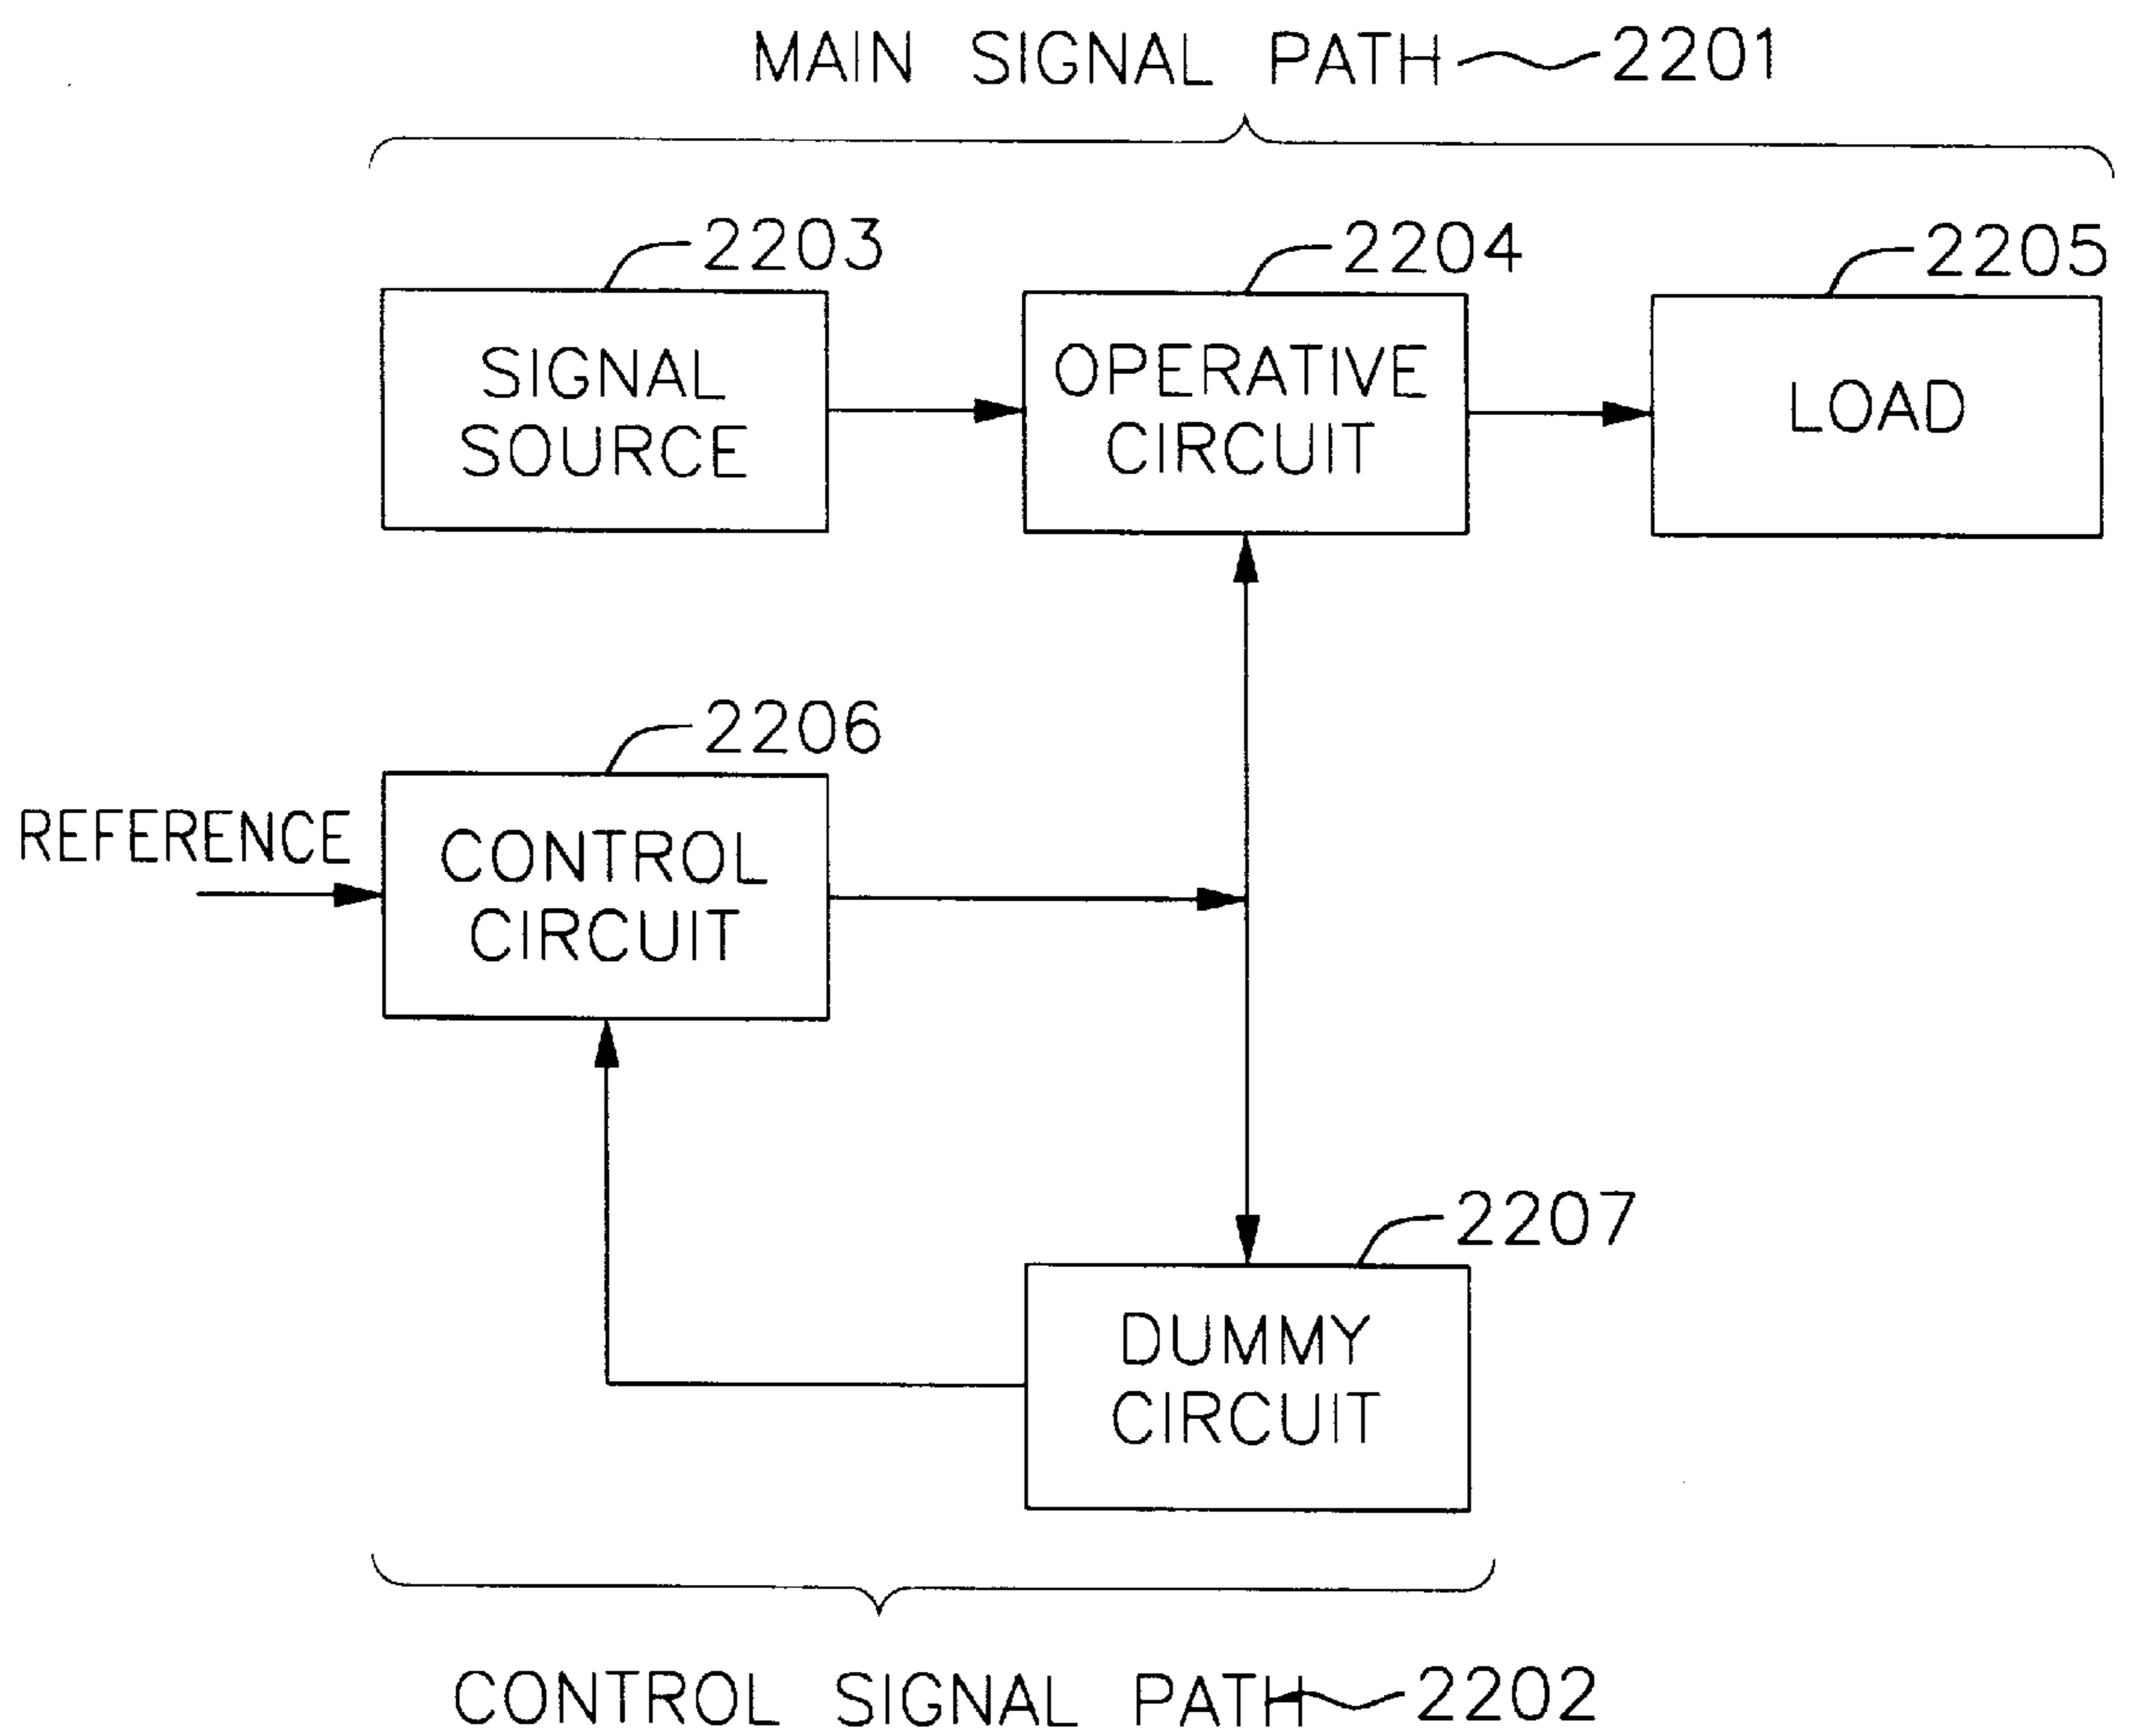 MAIN SIGNAL PATH 2201
2203
2204
2205
SIGNAL
SOURCE
OPERATIVE
CIRCUIT
LOAD
2206
REFERENCE
CONTROL
CIRCUIT
2207
DUMMY
CIRCUIT
CONTROL SIGNAL PATH 2202